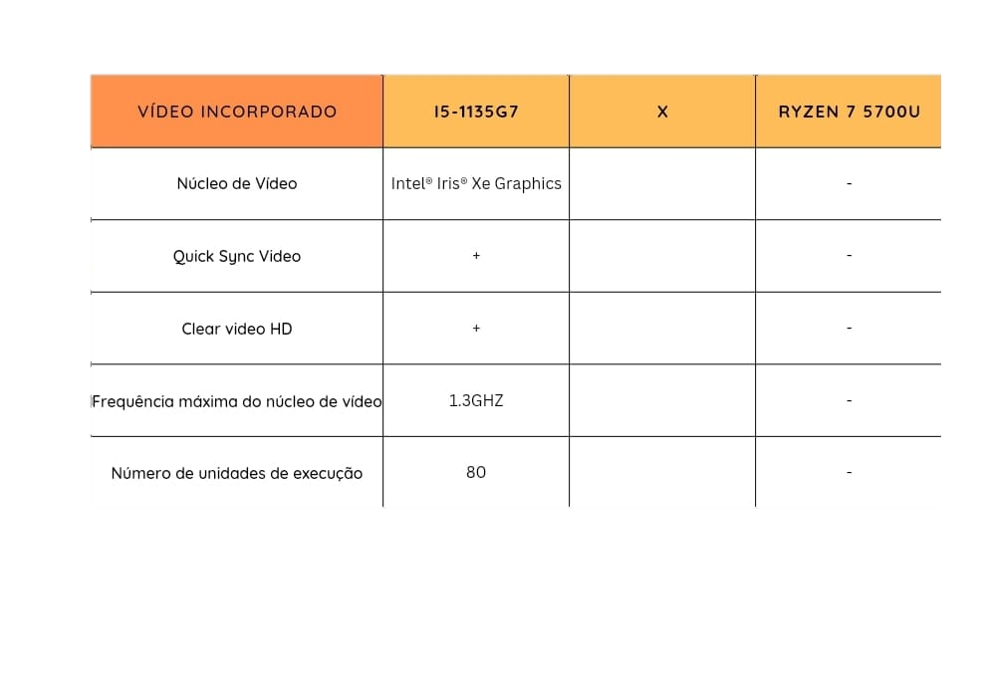 VÍDEO INCORPORADO I5-1135G7 X RYZEN 7 5700U
Núcleo de Vídeo Intel® Iris® Xe Graphics -
Quick Sync Video + -
Clear video HD + -
Frequência máxima do núcleo de vídeo 1.3GHZ -
Número de unidades de execução 80 -